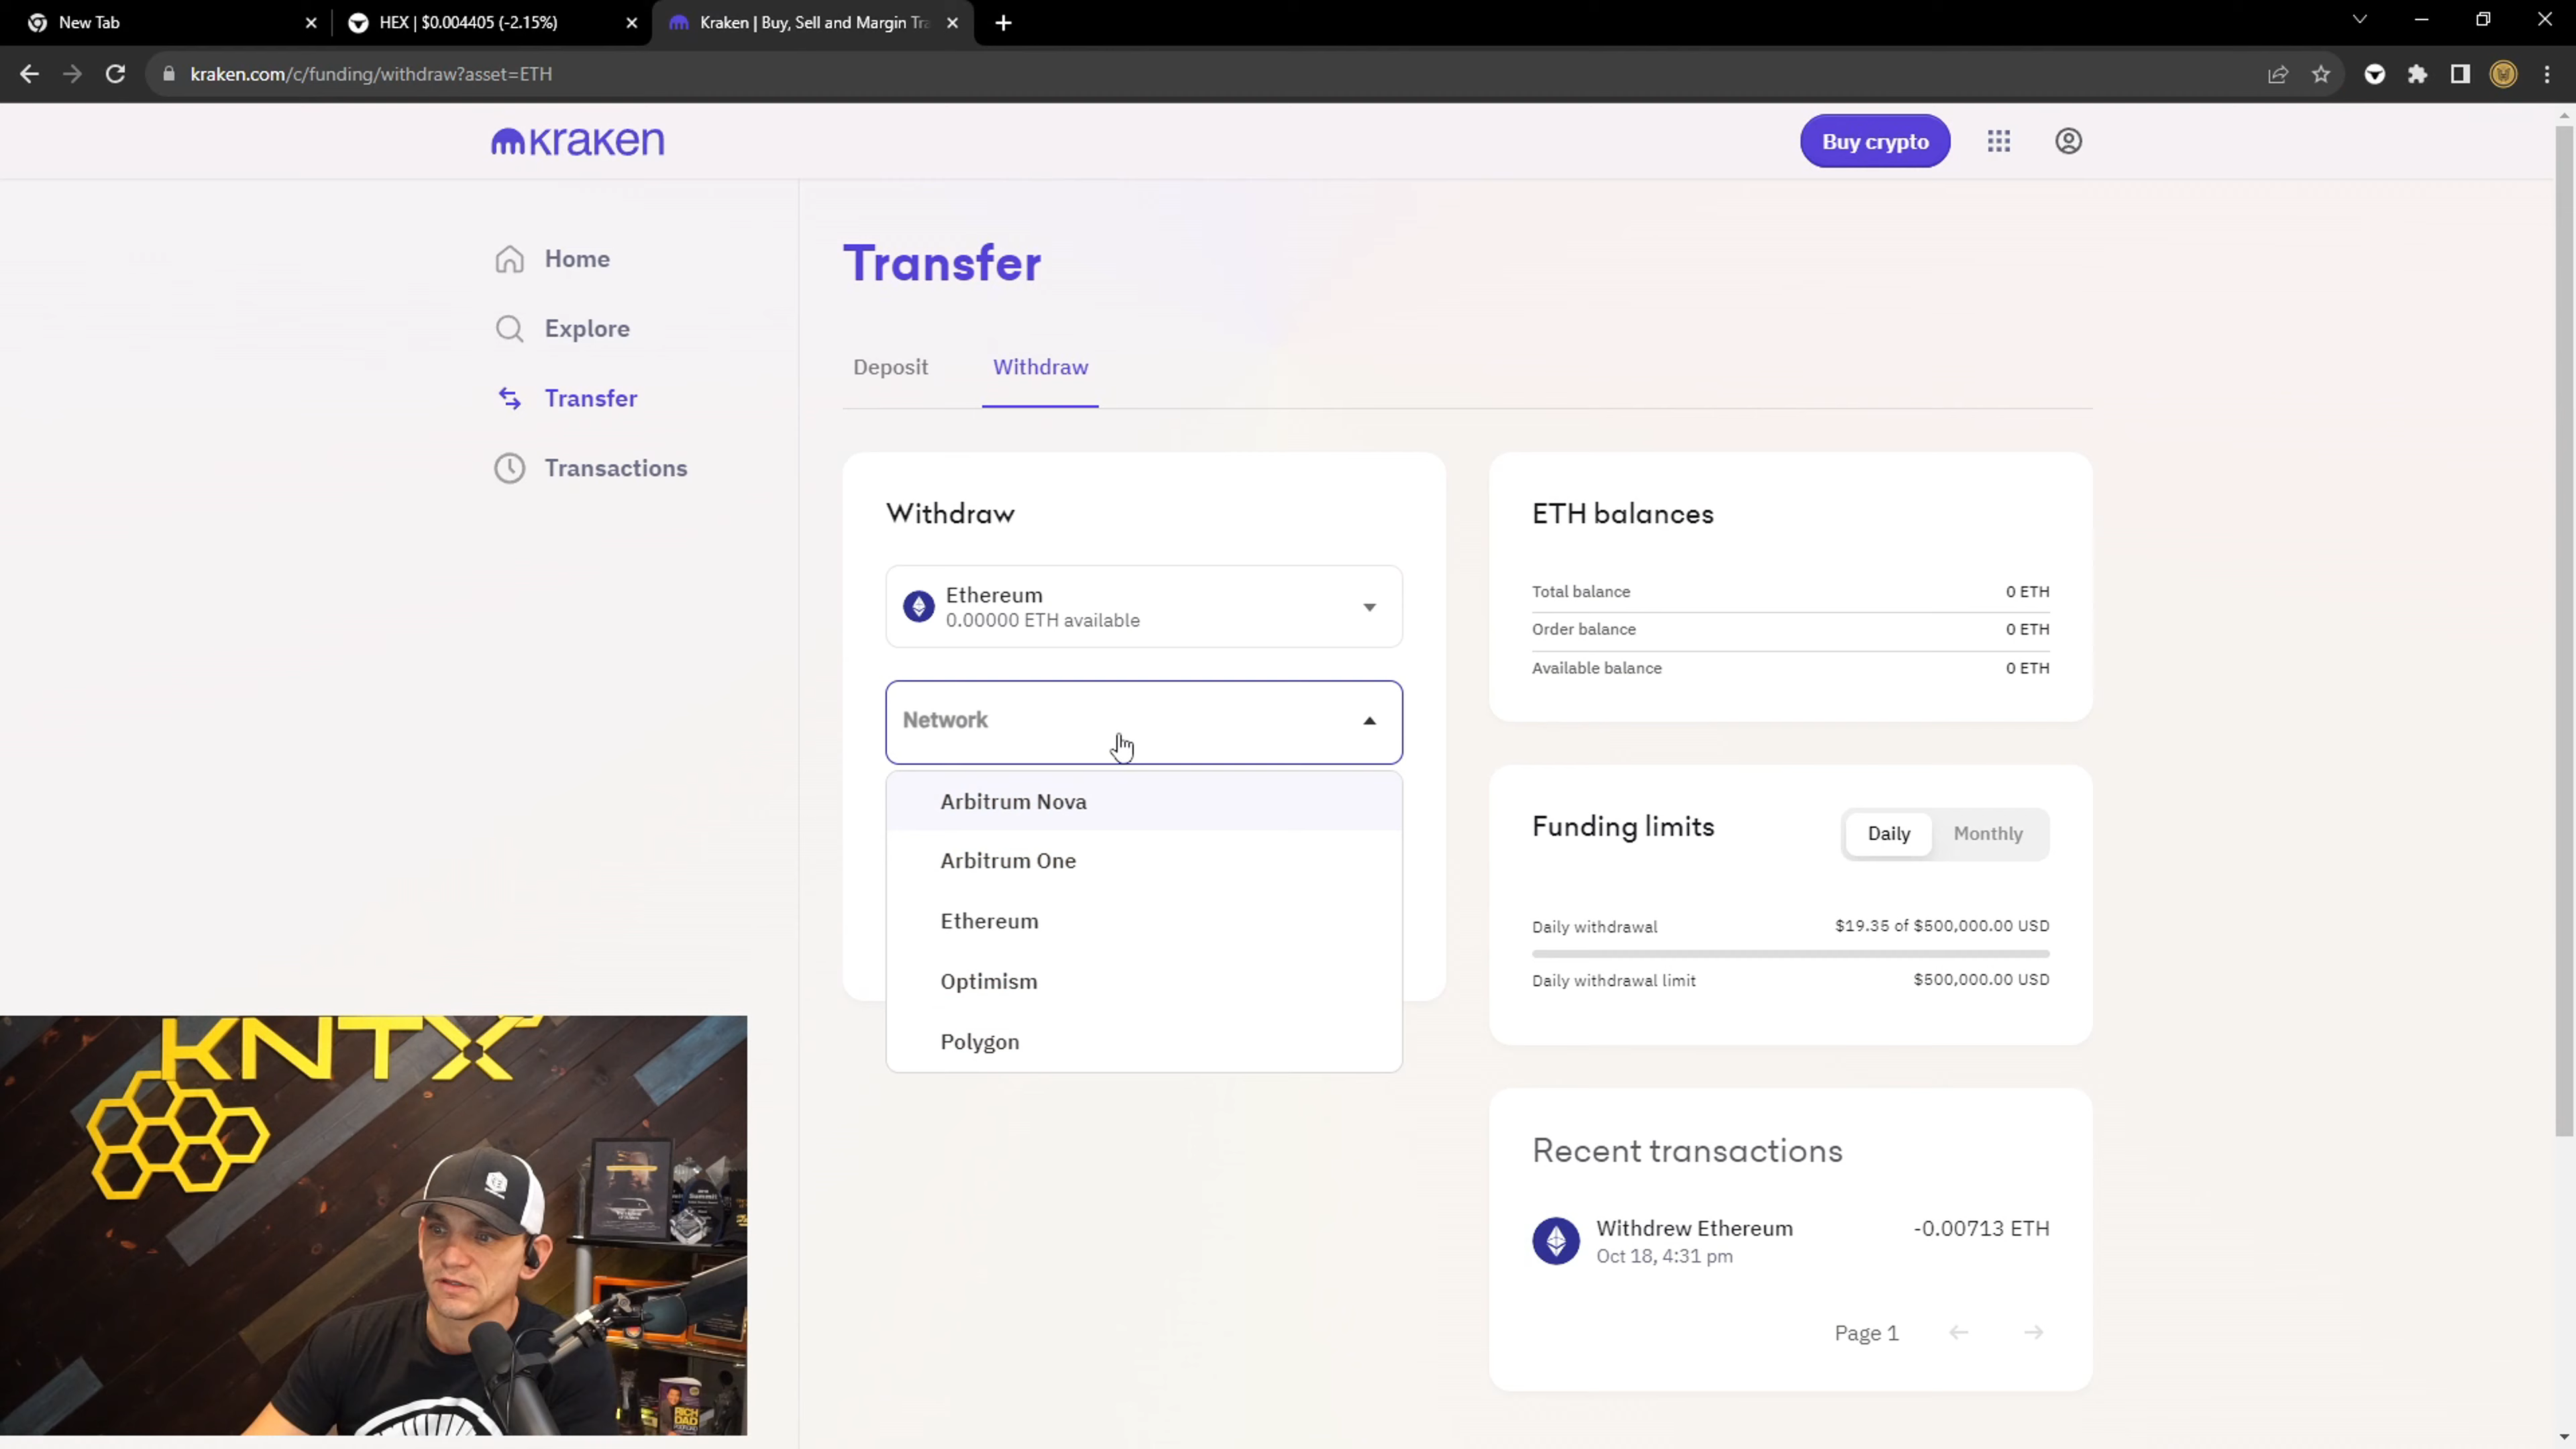 New Tab
HEX | $0.004405 (-2.15%)
Kraken | Buy, Sell and Margin Tra
kraken.com/c/funding/withdraw?asset=ETH
kraken
Buy crypto
Home
Explore
Transfer
Transactions
Transfer
Deposit
Withdraw
Withdraw
Ethereum
0.00000 ETH available
Network
Arbitrum Nova
Arbitrum One
Ethereum
Optimism
Polygon
ETH balances
Total balance 0 ETH
Order balance 0 ETH
Available balance 0 ETH
Funding limits
Daily Monthly
Daily withdrawal $19.35 of $500,000.00 USD
Daily withdrawal limit $500,000.00 USD
Recent transactions
Withdrew Ethereum -0.00713 ETH
Oct 18, 4:31 pm
Page 1
KNTX
RICH
DAD